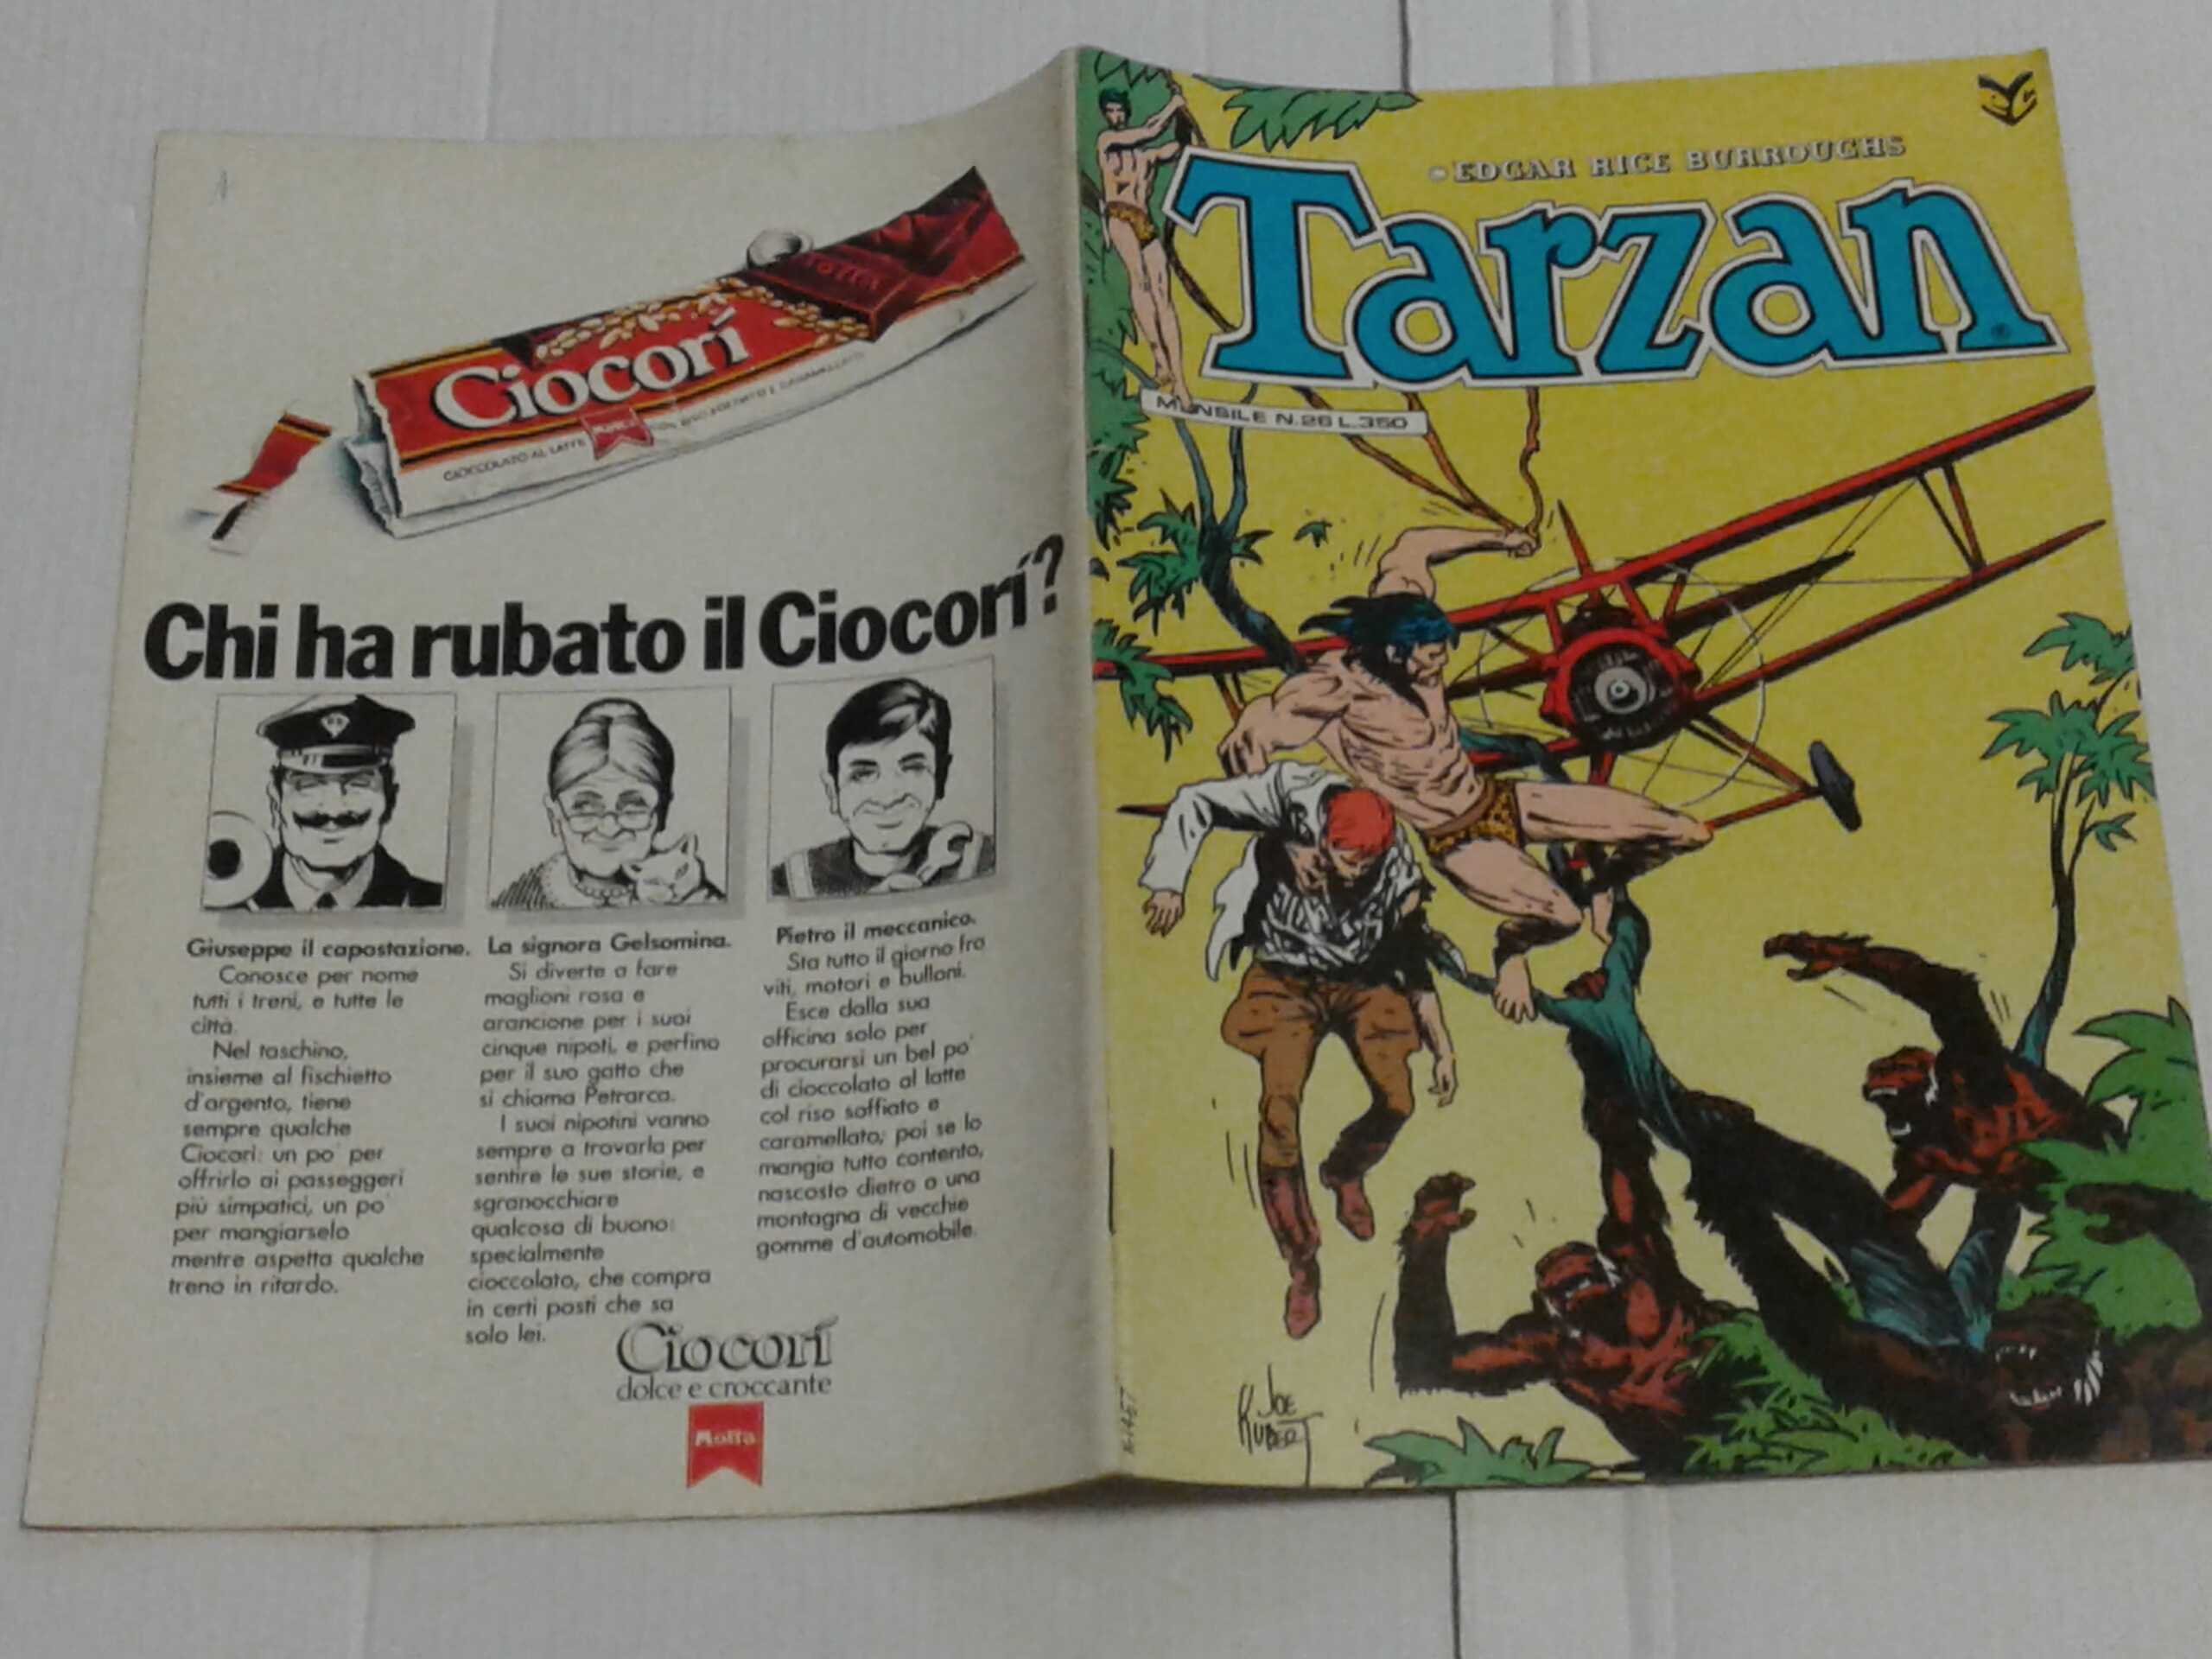 Ciocorí
CIOCCOLATO AL LATTE
Chi ha rubato il Ciocorí?
Giuseppe il capostazione.
Conosce per nome
tutti i treni, e tutte le
città.
Nel taschino,
insieme al fischietto
d'argento, tiene
sempre qualche
Ciocorí: un po' per
offrirlo ai passeggeri
più simpatici, un po'
per mangiarselo
mentre aspetta qualche
treno in ritardo.
La signora Gelsomina.
Si diverte a fare
maglioni rosa e
arancione per i suoi
cinque nipoti, e perfino
per il suo gatto che
si chiama Petrarca.
I suoi nipotini vanno
sempre a trovarla per
sentire le sue storie, e
sgranocchiare
qualcosa di buono:
specialmente
cioccolato, che compra
in certi posti che sa
solo lei.
Pietro il meccanico.
Sta tutto il giorno fra
viti, motori e bulloni.
Esce dalla sua
officina solo per
procurarsi un bel po'
di cioccolato al latte
col riso soffiato e
caramellato; poi se lo
mangia tutto contento,
nascosto dietro a una
montagna di vecchie
gomme d'automobile.
Ciocorí
dolce e croccante
Motta
EDGAR RICE BURROUGHS
Tarzan
MENSILE N.26 L.350
JOE
KUBERT